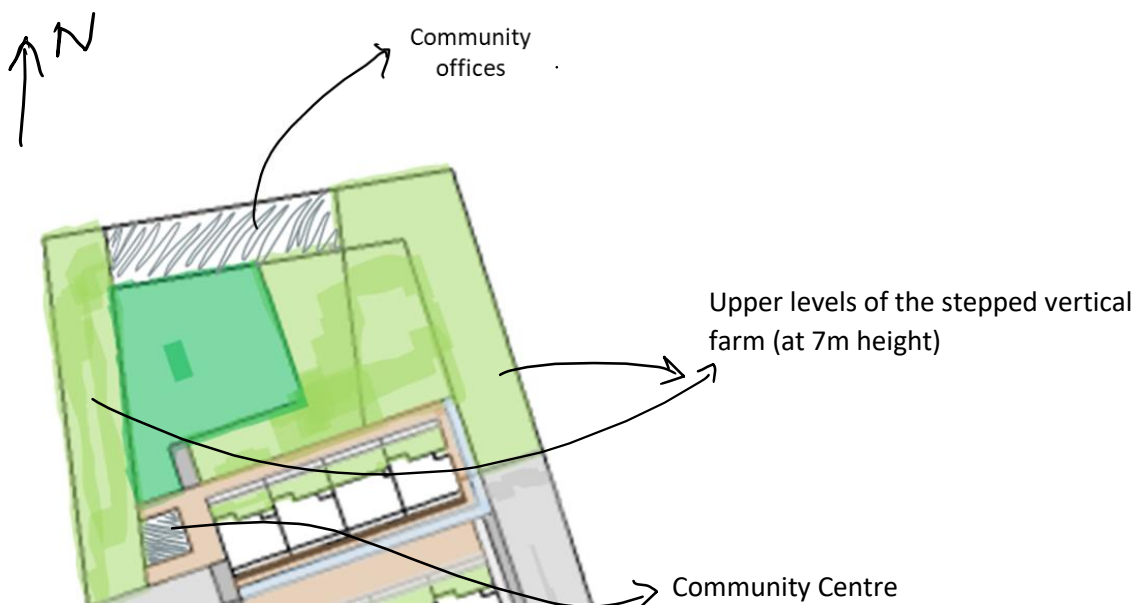 N
Community
offices
Upper levels of the stepped vertical
farm (at 7m height)
Community Centre